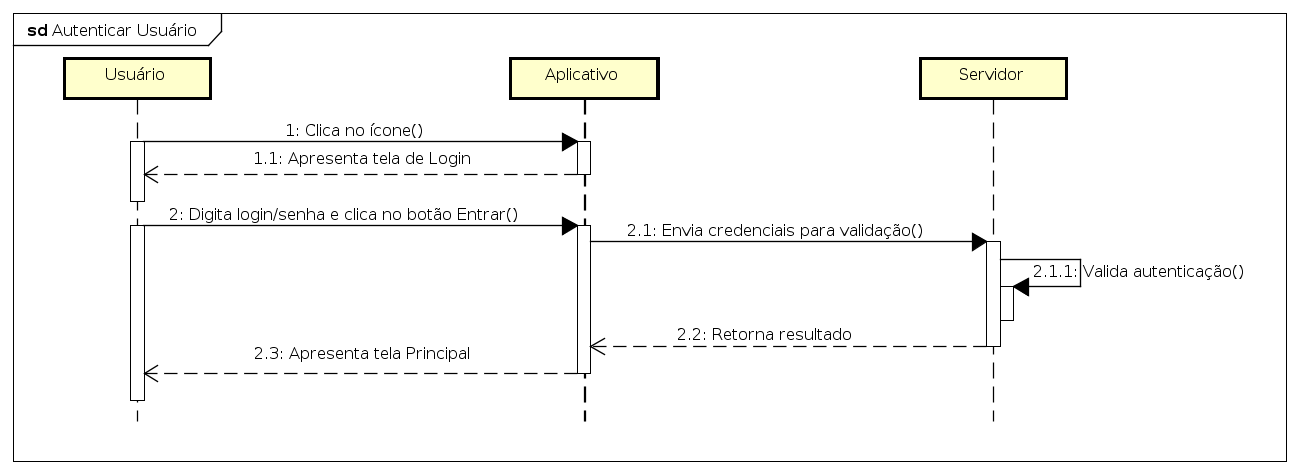 sd Autenticar Usuário
Usuário
Aplicativo
Servidor
1: Clica no ícone()
1.1: Apresenta tela de Login
2: Digita login/senha e clica no botão Entrar()
2.1: Envia credenciais para validação()
2.1.1: Valida autenticação()
2.2: Retorna resultado
2.3: Apresenta tela Principal